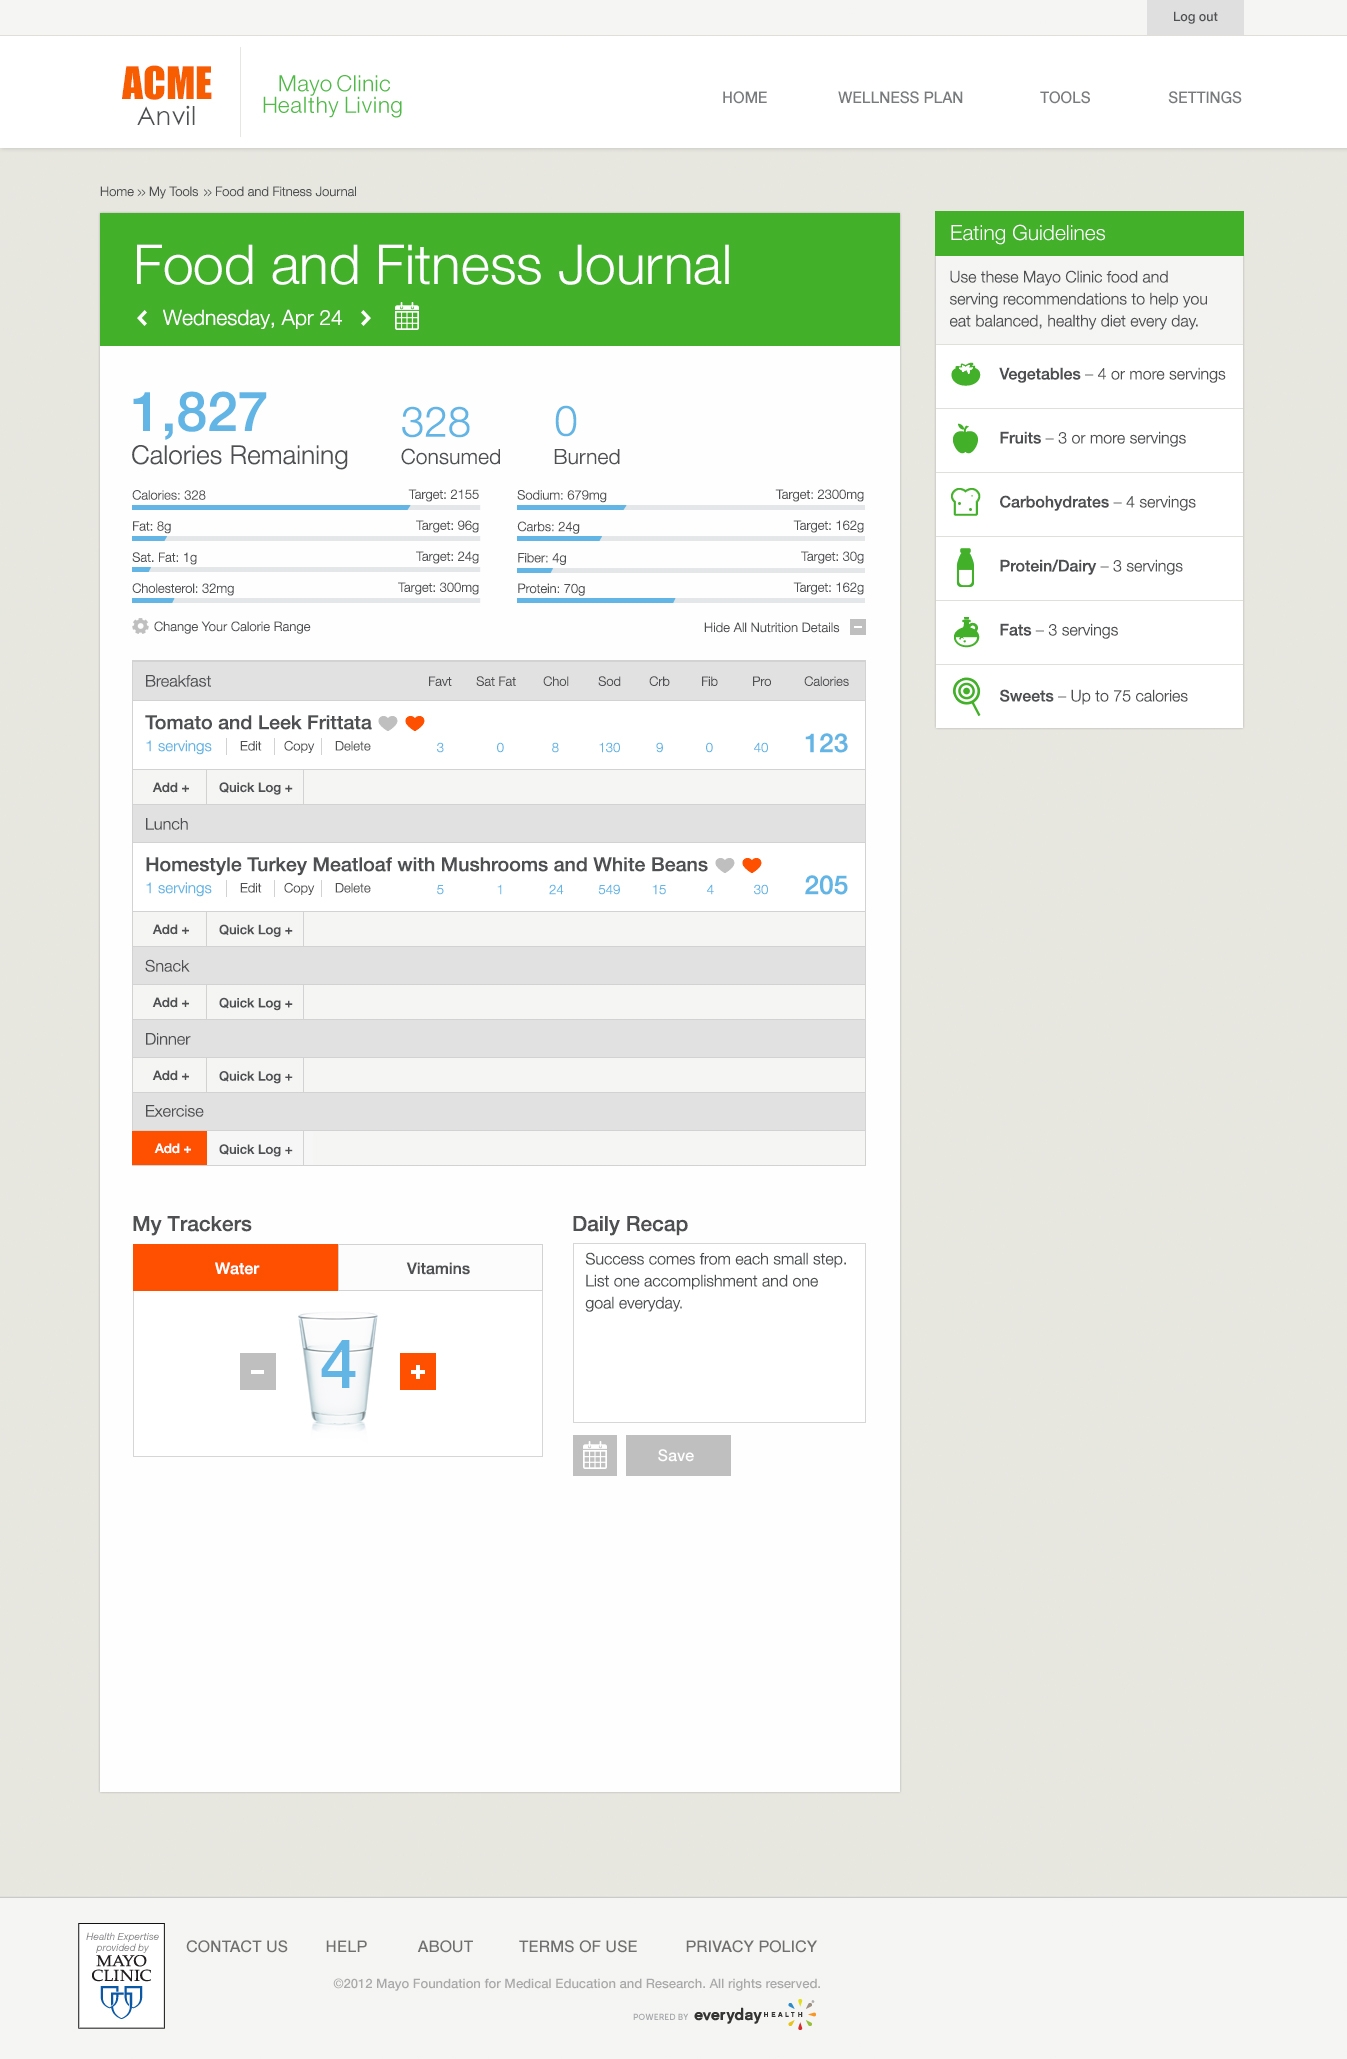 Log out
ACME
Anvil
Mayo Clinic
Healthy Living
HOME WELLNESS PLAN TOOLS SETTINGS
Home >> My Tools >> Food and Fitness Journal
Food and Fitness Journal
Wednesday, Apr 24
1,827
Calories Remaining
328
Consumed
0
Burned
Calories: 328 Target: 2155
Fat: 8g Target: 96g
Sat. Fat: 1g Target: 24g
Cholesterol: 32mg Target: 300mg
Sodium: 679mg Target: 2300mg
Carbs: 24g Target: 162g
Fiber: 4g Target: 30g
Protein: 70g Target: 162g
Change Your Calorie Range
Hide All Nutrition Details
Breakfast Favt Sat Fat Chol Sod Crb Fib Pro Calories
Tomato and Leek Frittata
1 servings Edit Copy Delete 3 0 8 130 9 0 40 123
Add + Quick Log +
Lunch
Homestyle Turkey Meatloaf with Mushrooms and White Beans
1 servings Edit Copy Delete 5 1 24 549 15 4 30 205
Add + Quick Log +
Snack
Add + Quick Log +
Dinner
Add + Quick Log +
Exercise
Add + Quick Log +
My Trackers
Water Vitamins
4
Daily Recap
Success comes from each small step.
List one accomplishment and one
goal everyday.
Save
Eating Guidelines
Use these Mayo Clinic food and
serving recommendations to help you
eat balanced, healthy diet every day.
Vegetables – 4 or more servings
Fruits – 3 or more servings
Carbohydrates – 4 servings
Protein/Dairy – 3 servings
Fats – 3 servings
Sweets – Up to 75 calories
Health Expertise
provided by
MAYO
CLINIC
CONTACT US HELP ABOUT TERMS OF USE PRIVACY POLICY
©2012 Mayo Foundation for Medical Education and Research. All rights reserved.
POWERED BY everyday HEALTH